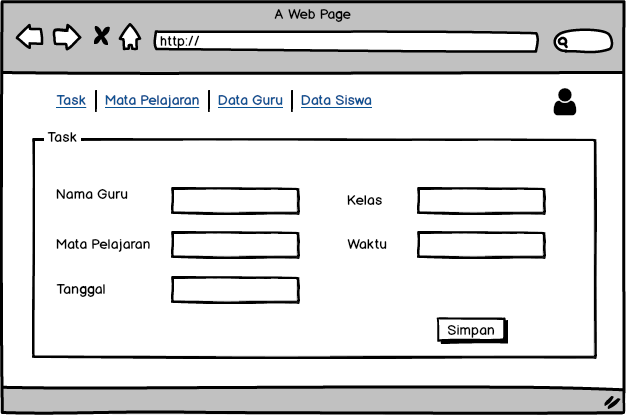 A Web Page
http://
Task Mata Pelajaran Data Guru Data Siswa
Task
Nama Guru
Kelas
Mata Pelajaran
Waktu
Tanggal
Simpan